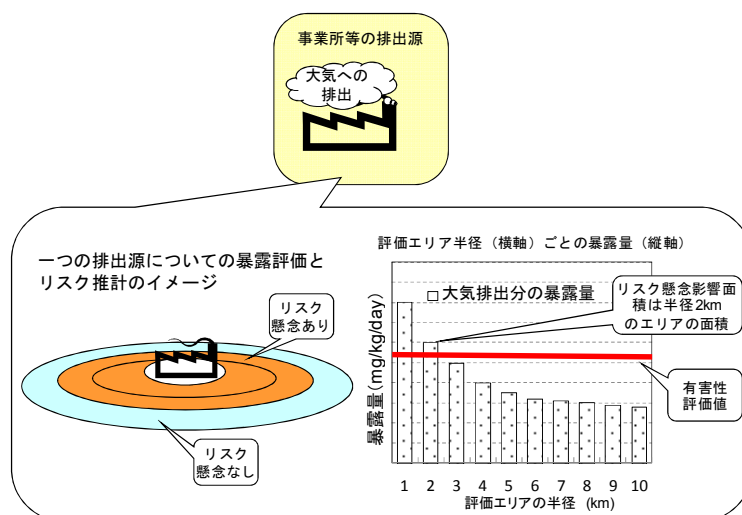 事業所等の排出源
大気への
排出
一つの排出源についての暴露評価と
リスク推計のイメージ
リスク
懸念あり
リスク
懸念なし
評価エリア半径（横軸）ごとの暴露量（縦軸）
大気排出分の暴露量
リスク懸念影響面
積は半径2km
のエリアの面積
有害性
評価値
暴露量(mg/kg/day)
1 2 3 4 5 6 7 8 9 10
評価エリアの半径 (km)